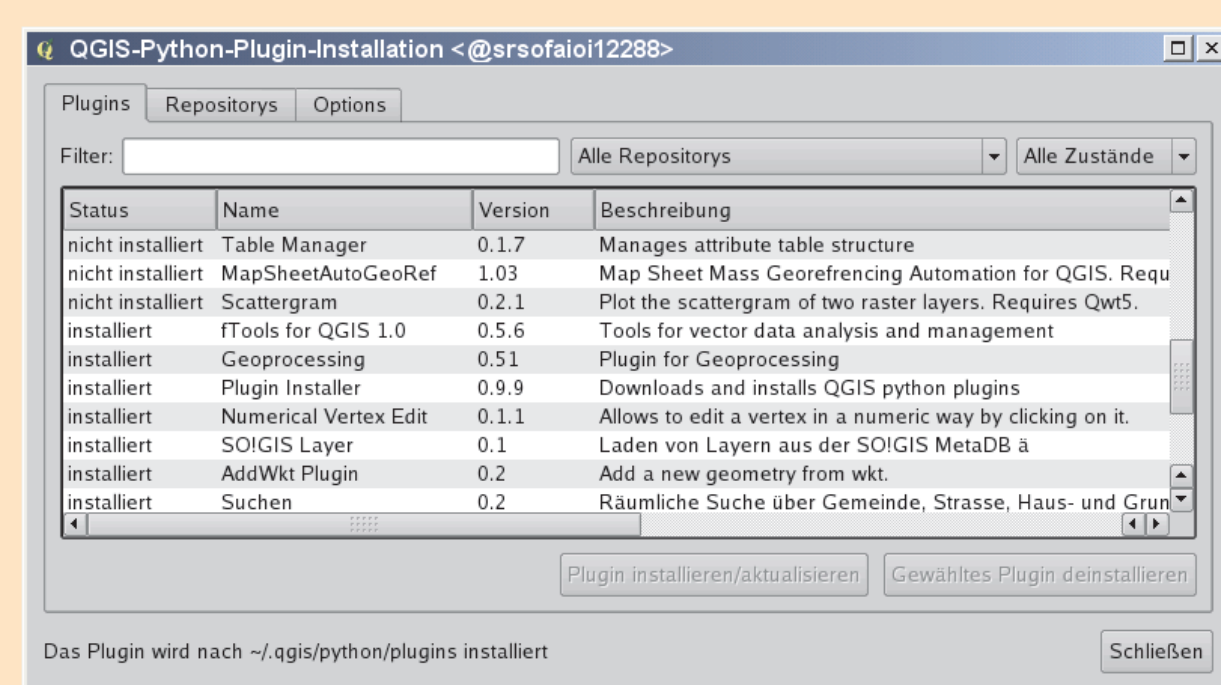 QGIS-Python-Plugin-Installation <@srsofaioi12288>
Plugins Repositorys Options
Filter: Alle Repositorys Alle Zustände
Status Name Version Beschreibung
nicht installiert Table Manager 0.1.7 Manages attribute table structure
nicht installiert MapSheetAutoGeoRef 1.03 Map Sheet Mass Georefrencing Automation for QGIS. Requ
nicht installiert Scattergram 0.2.1 Plot the scattergram of two raster layers. Requires Qwt5.
installiert fTools for QGIS 1.0 0.5.6 Tools for vector data analysis and management
installiert Geoprocessing 0.51 Plugin for Geoprocessing
installiert Plugin Installer 0.9.9 Downloads and installs QGIS python plugins
installiert Numerical Vertex Edit 0.1.1 Allows to edit a vertex in a numeric way by clicking on it.
installiert SO!GIS Layer 0.1 Laden von Layern aus der SO!GIS MetaDB ä
installiert AddWkt Plugin 0.2 Add a new geometry from wkt.
installiert Suchen 0.2 Räumliche Suche über Gemeinde, Strasse, Haus- und Grun
Plugin installieren/aktualisieren Gewähltes Plugin deinstallieren
Das Plugin wird nach ~/.qgis/python/plugins installiert Schließen